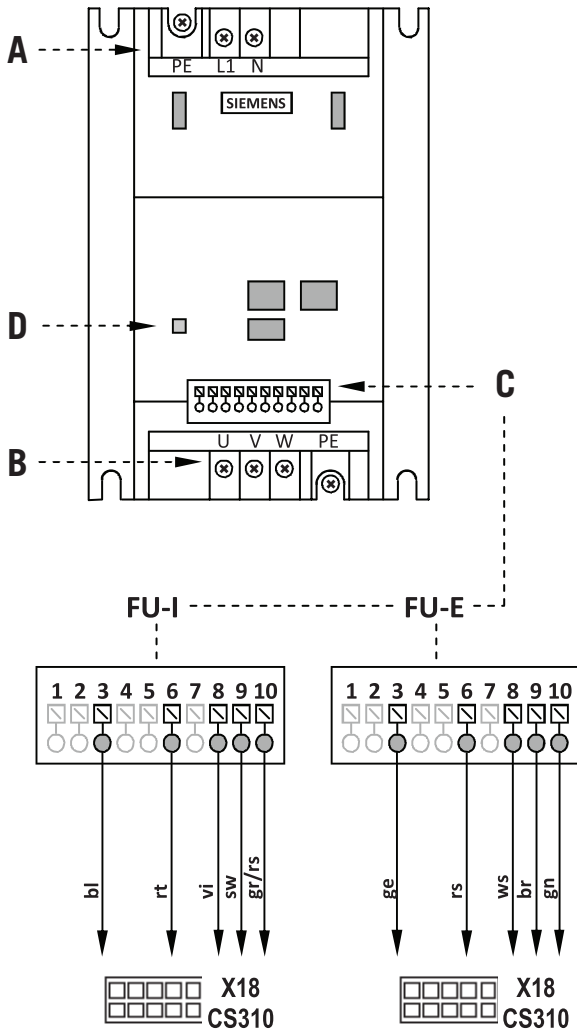 A
PE L1 N
SIEMENS
D
C
U V W PE
B
FU-I FU-E
1 2 3 4 5 6 7 8 9 10
1 2 3 4 5 6 7 8 9 10
bl rt vi sw gr/rs
ge rs ws br gn
X18
CS310
X18
CS310